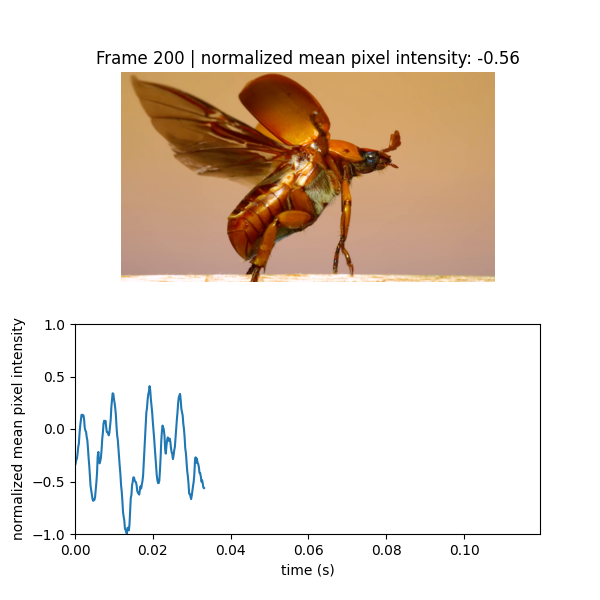 Frame 200 | normalized mean pixel intensity: -0.56
normalized mean pixel intensity
1.0
0.5
0.0
−0.5
−1.0
0.00 0.02 0.04 0.06 0.08 0.10
time (s)